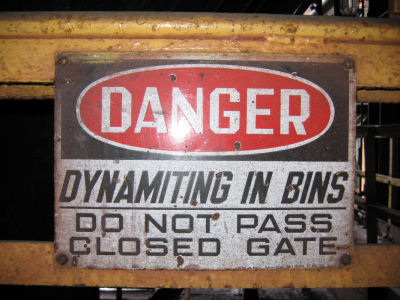 DANGER
DYNAMITING IN BINS
DO NOT PASS
CLOSED GATE